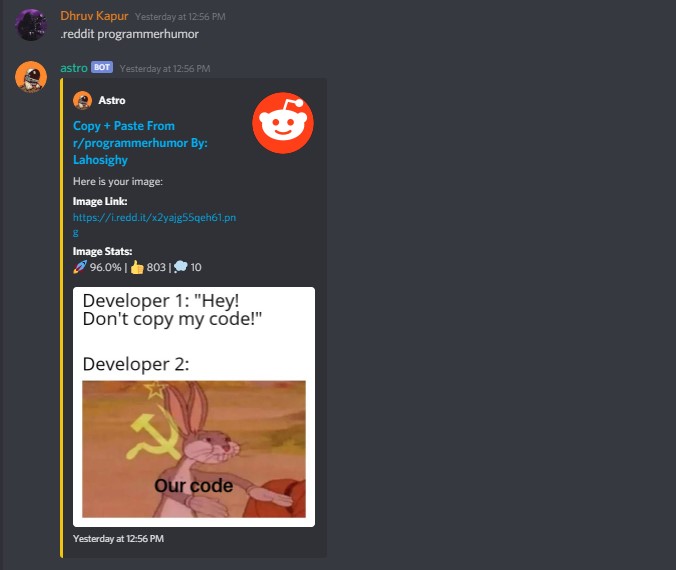 Dhruv Kapur Yesterday at 12:56 PM
.reddit programmerhumor
astro BOT Yesterday at 12:56 PM
Astro
Copy + Paste From
r/programmerhumor By:
Lahosighy
Here is your image:
Image Link:
https://i.redd.it/x2yajg55qeh61.pn
g
Image Stats:
🚀 96.0% | 👍 803 | 💭 10
Developer 1: "Hey!
Don't copy my code!"
Developer 2:
Our code
Yesterday at 12:56 PM